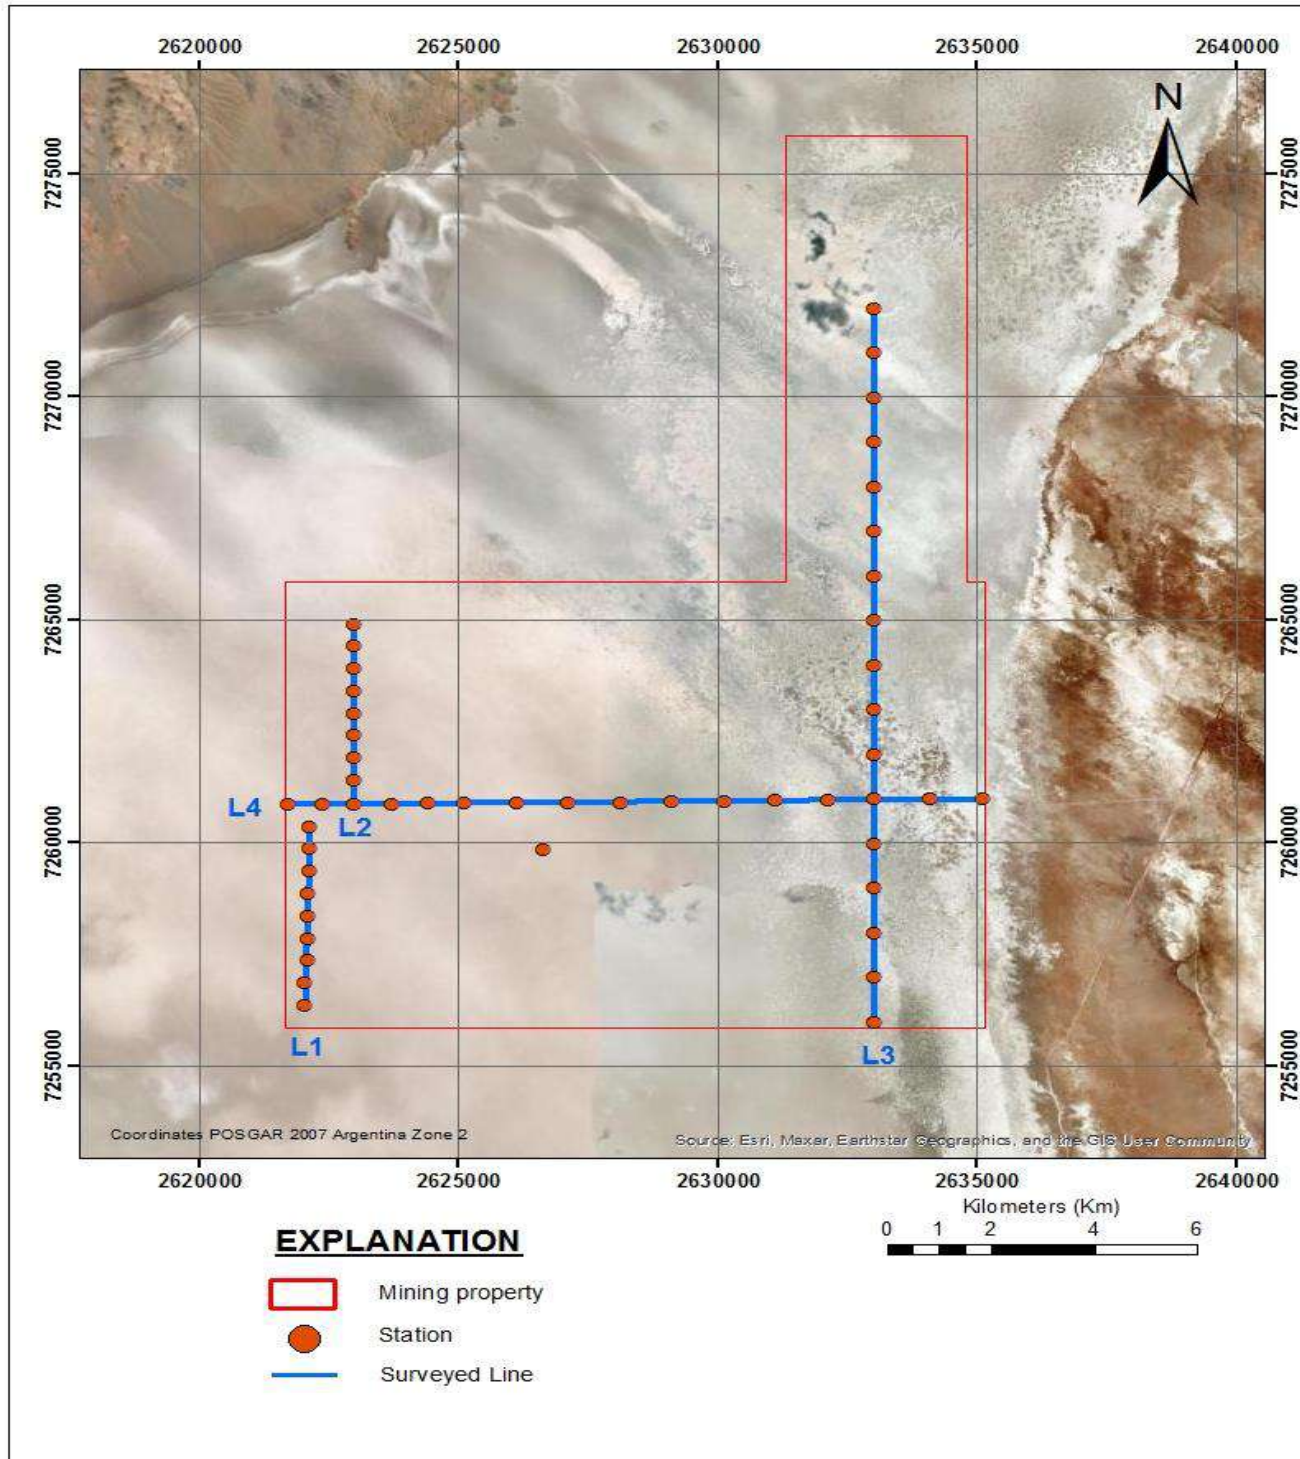 2620000 2625000 2630000 2635000 2640000
N
7275000 7275000
7270000 7270000
7265000 7265000
L4
L2
7260000 7260000
L1
L3
7255000 7255000
Coordinates POSGAR 2007 Argentina Zone 2
Source: Esri, Maxar, Earthstar Geographics, and the GIS User Community
2620000 2625000 2630000 2635000 2640000
Kilometers (Km)
0 1 2 4 6
EXPLANATION
Mining property
Station
Surveyed Line